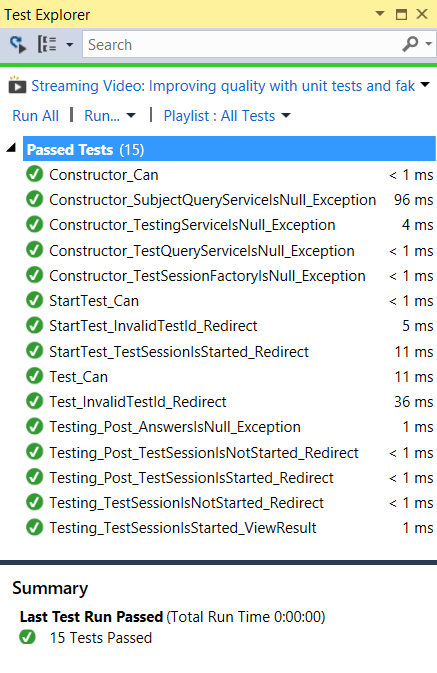 Test Explorer
Search
Streaming Video: Improving quality with unit tests and fak
Run All | Run... | Playlist : All Tests
Passed Tests (15)
Constructor_Can < 1 ms
Constructor_SubjectQueryServiceIsNull_Exception 96 ms
Constructor_TestingServiceIsNull_Exception 4 ms
Constructor_TestQueryServiceIsNull_Exception < 1 ms
Constructor_TestSessionFactoryIsNull_Exception < 1 ms
StartTest_Can < 1 ms
StartTest_InvalidTestId_Redirect 5 ms
StartTest_TestSessionIsStarted_Redirect 11 ms
Test_Can 11 ms
Test_InvalidTestId_Redirect 36 ms
Testing_Post_AnswersIsNull_Exception 1 ms
Testing_Post_TestSessionIsNotStarted_Redirect < 1 ms
Testing_Post_TestSessionIsStarted_Redirect < 1 ms
Testing_TestSessionIsNotStarted_Redirect < 1 ms
Testing_TestSessionIsStarted_ViewResult 1 ms
Summary
Last Test Run Passed (Total Run Time 0:00:00)
15 Tests Passed